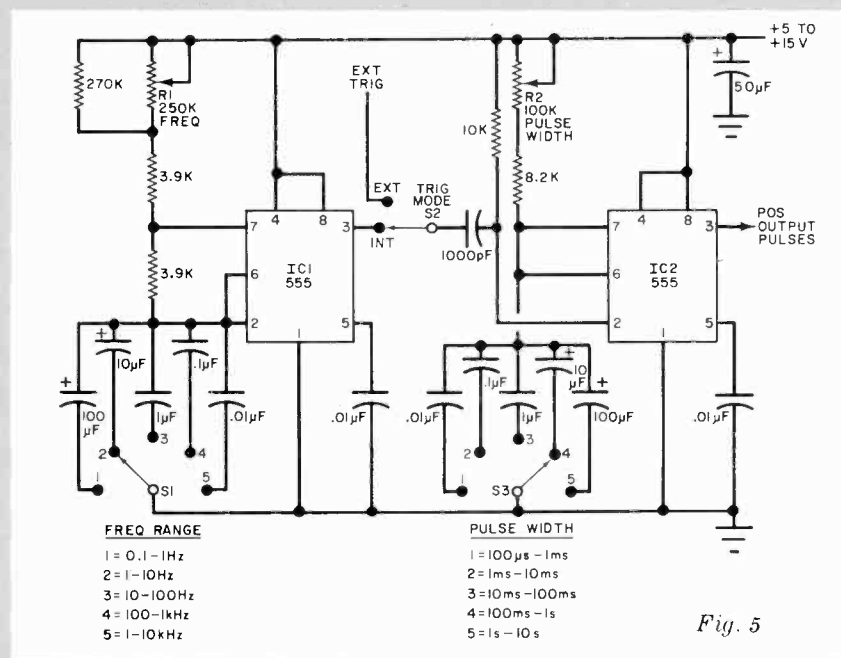 +5 TO
+15 V
+
50µF
270K
R1
250K
FREQ
EXT
TRIG
10K
R2
100K
PULSE
WIDTH
3.9K
8.2K
EXT
TRIG
MODE
S2
INT
1000pF
4
8
7
3
IC1
555
6
2
1
5
4
8
7
3
IC2
555
6
2
1
5
POS
OUTPUT
PULSES
3.9K
+
100
µF
+
10µF
1µF
.1µF
.01µF
.01µF
1
2
3
4
5
S1
.01µF
.1µF
1µF
+
10
µF
+
100µF
.01µF
1
2
3
4
5
S3
FREQ RANGE
1 = 0.1-1Hz
2 = 1-10Hz
3 = 10-100Hz
4 = 100-1kHz
5 = 1-10kHz
PULSE WIDTH
1 = 100µs-1ms
2 = 1ms-10ms
3 = 10ms-100ms
4 = 100ms-1s
5 = 1s-10s
Fig. 5